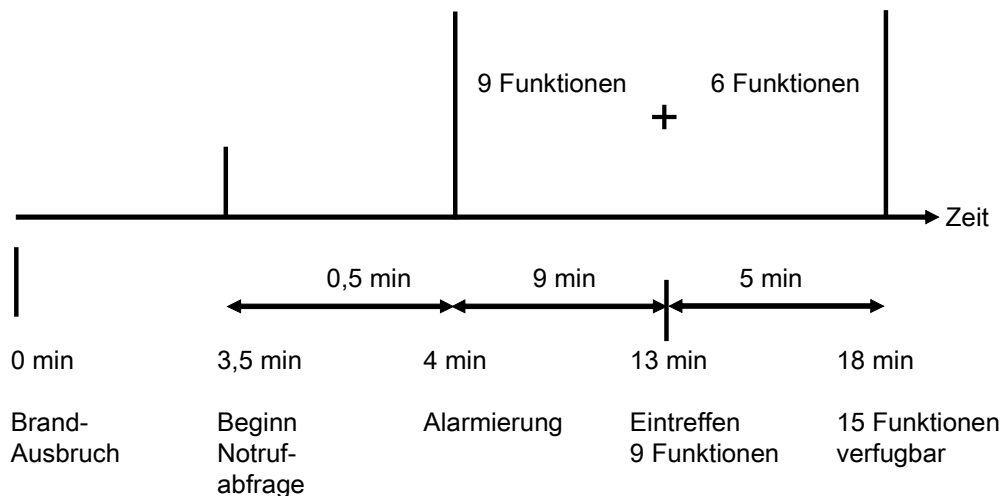 9 Funktionen
6 Funktionen
+
Zeit
0,5 min
9 min
5 min
0 min
3,5 min
4 min
13 min
18 min
Brand-
Ausbruch
Beginn
Notruf-
abfrage
Alarmierung
Eintreffen
9 Funktionen
15 Funktionen
verfugbar